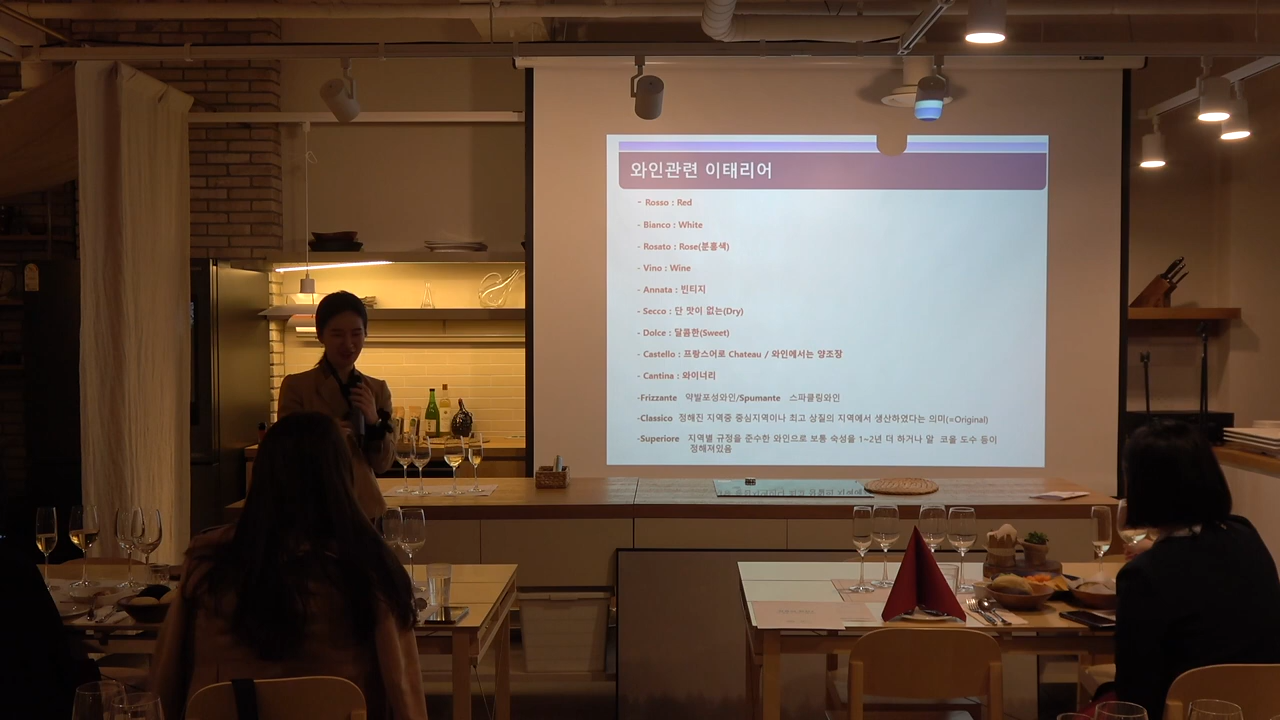 와인관련 이태리어
- Rosso : Red
- Bianco : White
- Rosato : Rose(분홍색)
- Vino : Wine
- Annata : 빈티지
- Secco : 단 맛이 없는(Dry)
- Dolce : 달콤한(Sweet)
- Castello : 프랑스어로 Chateau / 와인에서는 양조장
- Cantina : 와이너리
-Frizzante 약발포성와인/Spumante 스파클링와인
-Classico 정해진 지역중 중심지역이나 최고 상질의 지역에서 생산하였다는 의미(=Original)
-Superiore 지역별 규정을 준수한 와인으로 보통 숙성을 1~2년 더 하거나 알 코올 도수 등이
정해져있음